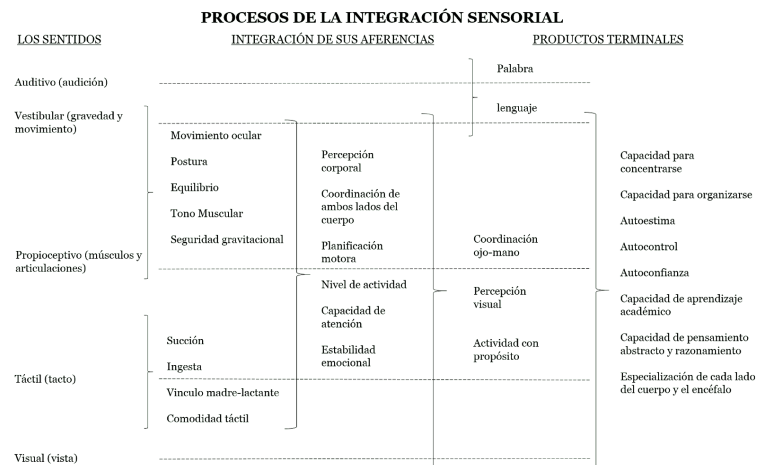 PROCESOS DE LA INTEGRACIÓN SENSORIAL
LOS SENTIDOS
INTEGRACIÓN DE SUS AFERENCIAS
PRODUCTOS TERMINALES
Auditivo (audición)
Vestibular (gravedad y
movimiento)
Propioceptivo (músculos y
articulaciones)
Táctil (tacto)
Visual (vista)
Movimiento ocular
Postura
Equilibrio
Tono Muscular
Seguridad gravitacional
Succión
Ingesta
Vinculo madre-lactante
Comodidad táctil
Percepción
corporal
Coordinación de
ambos lados del
cuerpo
Planificación
motora
Nivel de actividad
Capacidad de
atención
Estabilidad
emocional
Palabra
lenguaje
Coordinación
ojo-mano
Percepción
visual
Actividad con
propósito
Capacidad para
concentrarse
Capacidad para organizarse
Autoestima
Autocontrol
Autoconfianza
Capacidad de aprendizaje
académico
Capacidad de pensamiento
abstracto y razonamiento
Especialización de cada lado
del cuerpo y el encéfalo